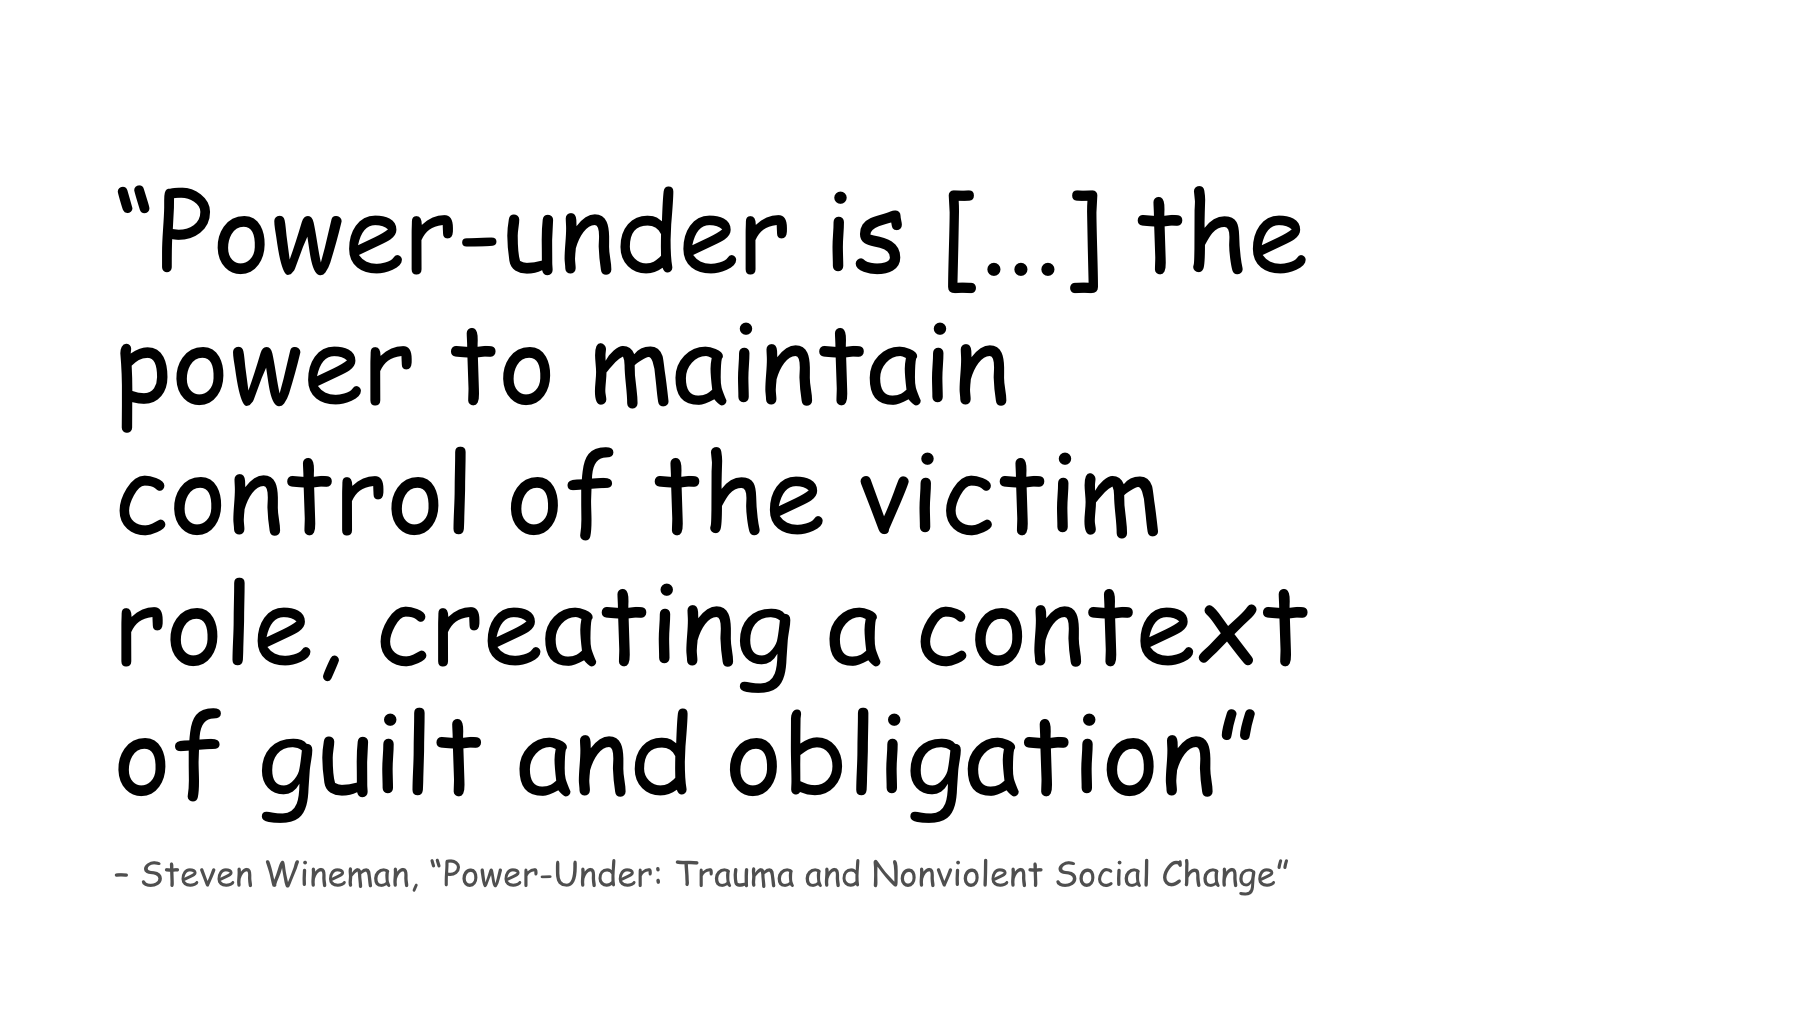 “Power-under is [...] the
power to maintain
control of the victim
role, creating a context
of guilt and obligation”
– Steven Wineman, “Power-Under: Trauma and Nonviolent Social Change”